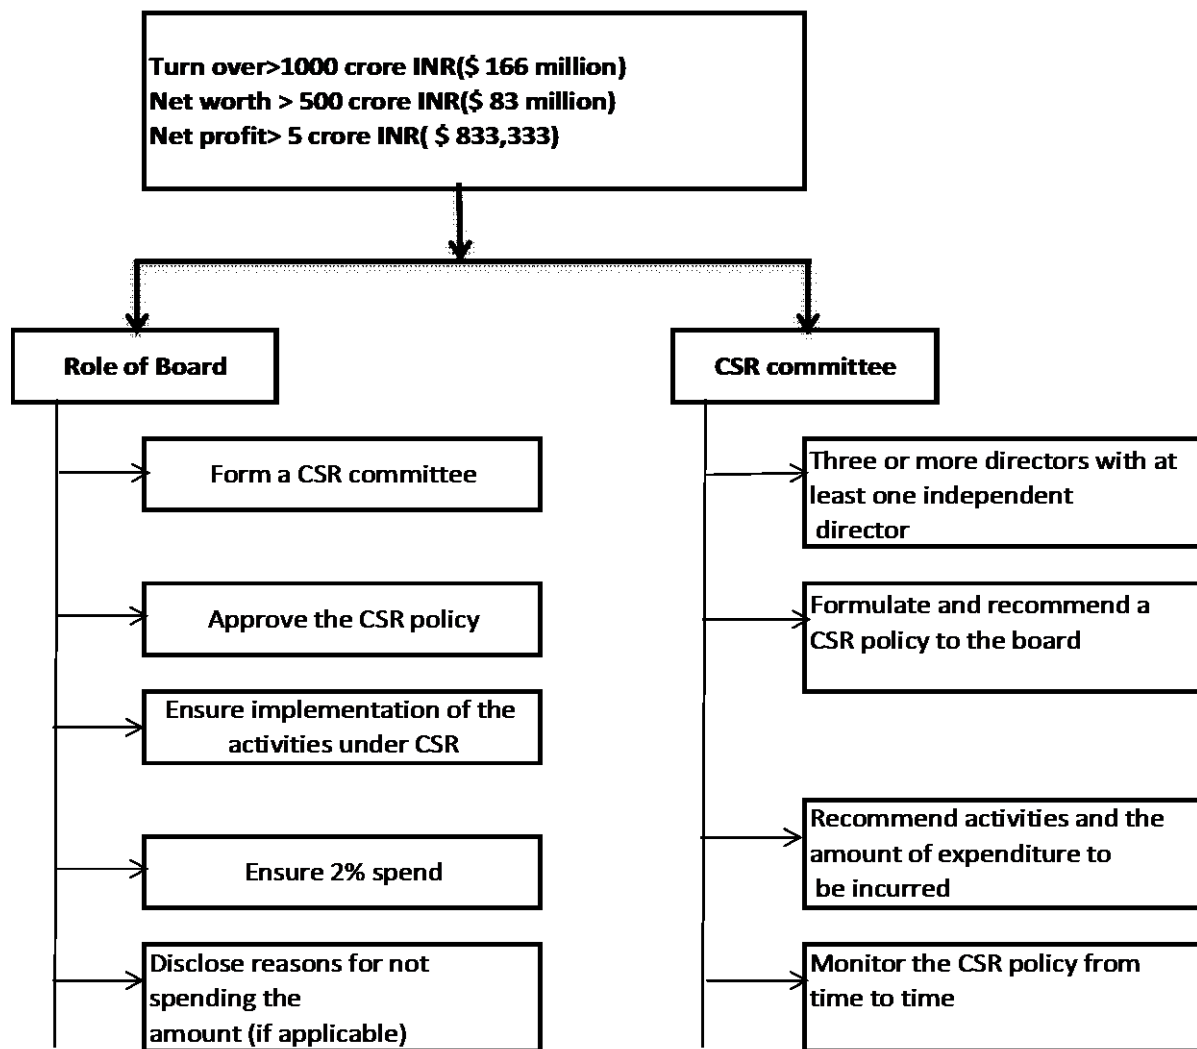 Turn over>1000 crore INR($ 166 million)
Net worth > 500 crore INR($ 83 million)
Net profit> 5 crore INR( $ 833,333)
Role of Board
Form a CSR committee
Approve the CSR policy
Ensure implementation of the
activities under CSR
Ensure 2% spend
Disclose reasons for not
spending the
amount (if applicable)
CSR committee
Three or more directors with at
least one independent
director
Formulate and recommend a
CSR policy to the board
Recommend activities and the
amount of expenditure to
be incurred
Monitor the CSR policy from
time to time